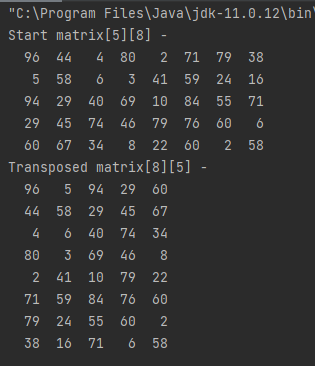 "C:\Program Files\Java\jdk-11.0.12\bin\
Start matrix[5][8] -
96 44 4 80 2 71 79 38
5 58 6 3 41 59 24 16
94 29 40 69 10 84 55 71
29 45 74 46 79 76 60 6
60 67 34 8 22 60 2 58
Transposed matrix[8][5] -
96 5 94 29 60
44 58 29 45 67
4 6 40 74 34
80 3 69 46 8
2 41 10 79 22
71 59 84 76 60
79 24 55 60 2
38 16 71 6 58